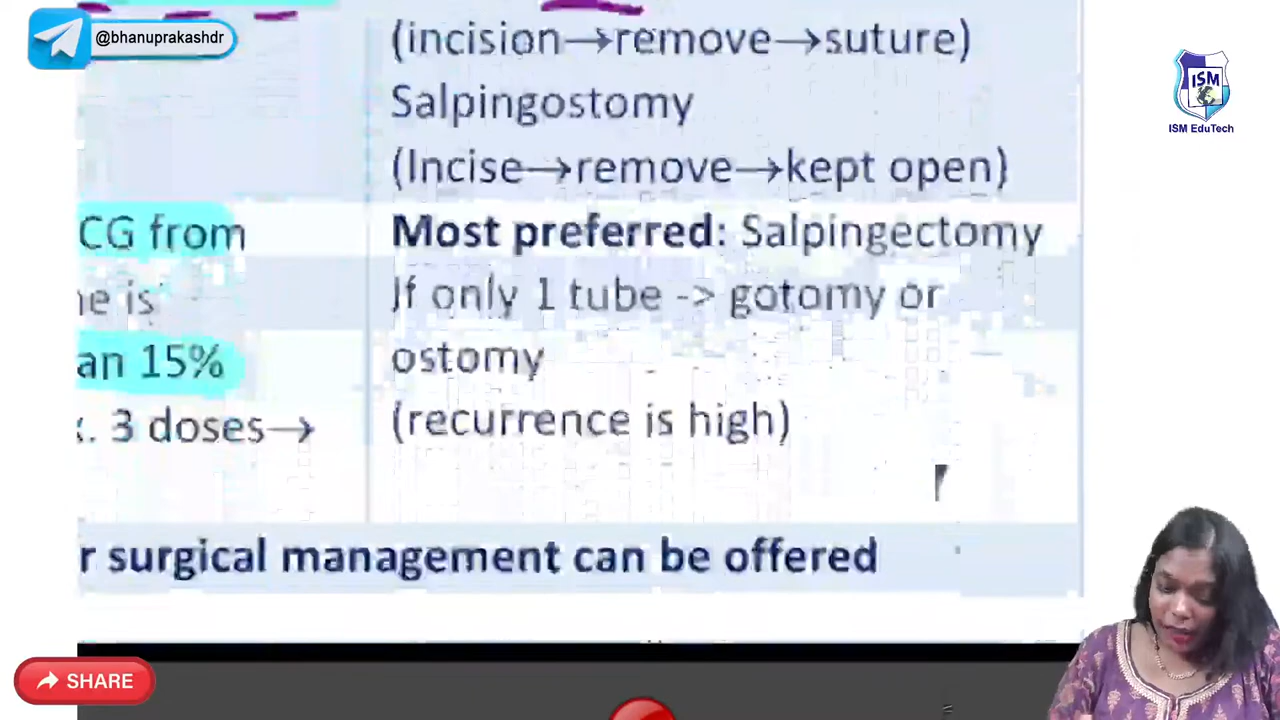 @bhanuprakashdr
ISM
ISM EduTech
(incision→remove→suture)
Salpingostomy
(Incise→remove→kept open)
CG from
ne is
an 15%
. 3 doses→
Most preferred: Salpingectomy
If only 1 tube -> gotomy or
ostomy
(recurrence is high)
r surgical management can be offered
SHARE